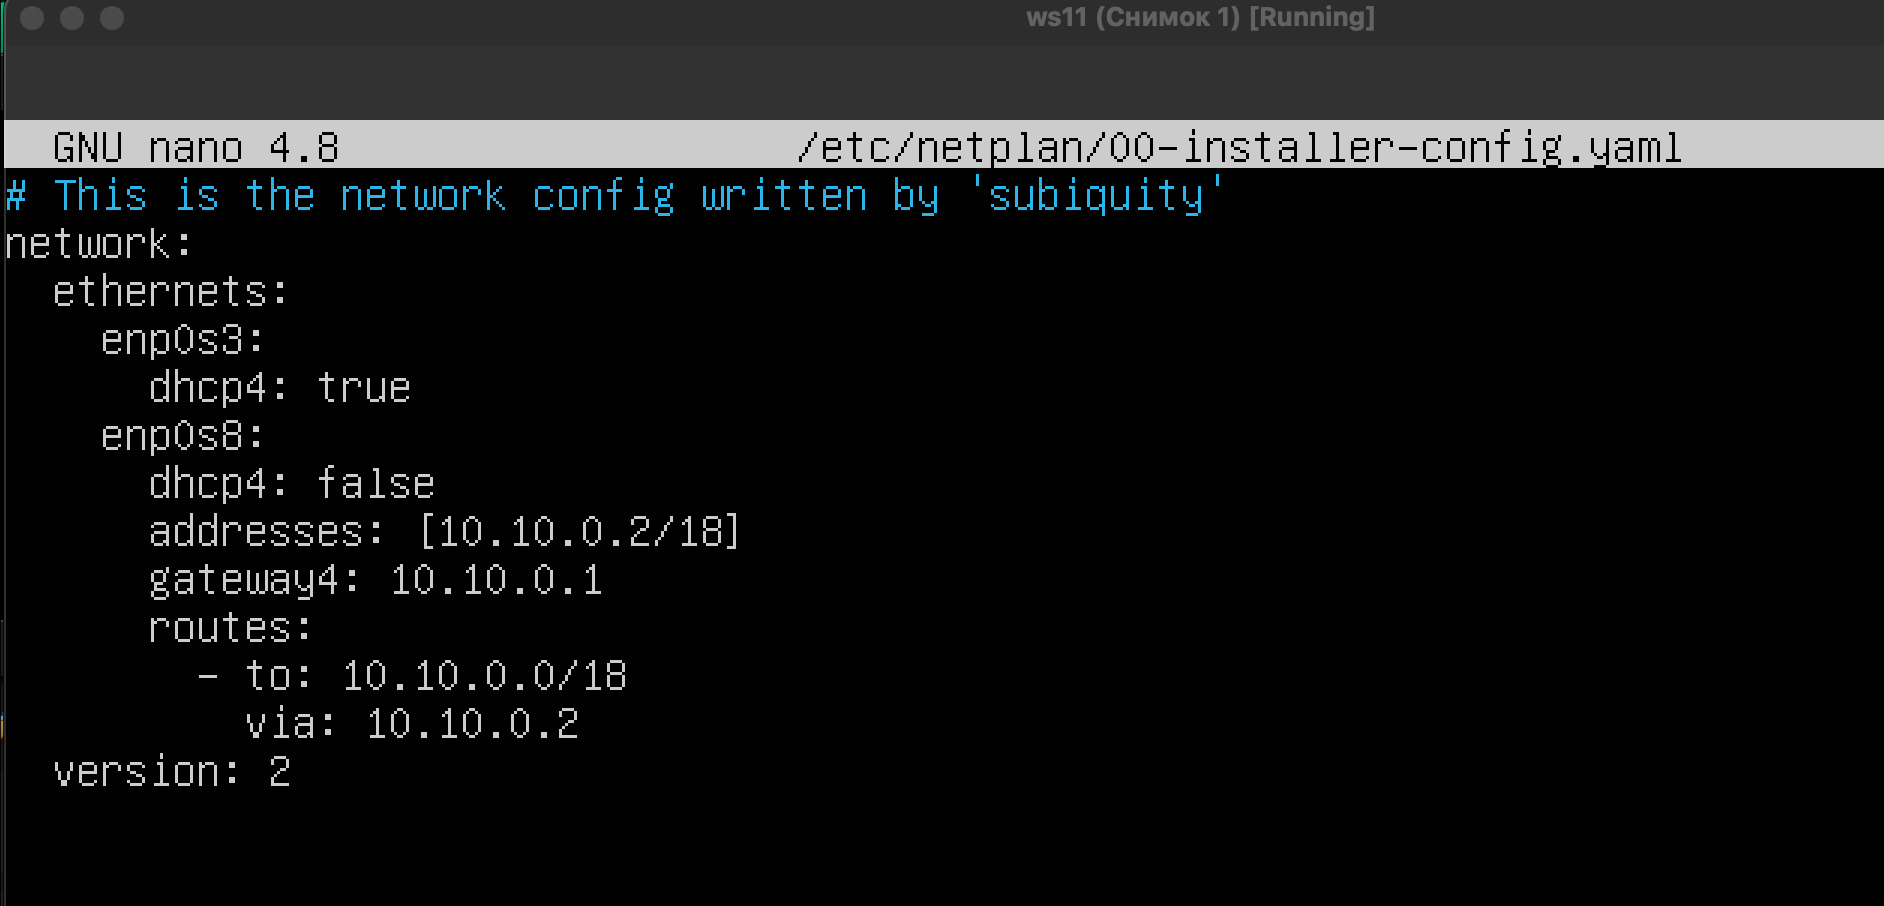 ws11 (Снимок 1) [Running]
GNU nano 4.8 /etc/netplan/00-installer-config.yaml
# This is the network config written by 'subiquity'
network:
  ethernets:
    enp0s3:
      dhcp4: true
    enp0s8:
      dhcp4: false
      addresses: [10.10.0.2/18]
      gateway4: 10.10.0.1
      routes:
        - to: 10.10.0.0/18
          via: 10.10.0.2
  version: 2